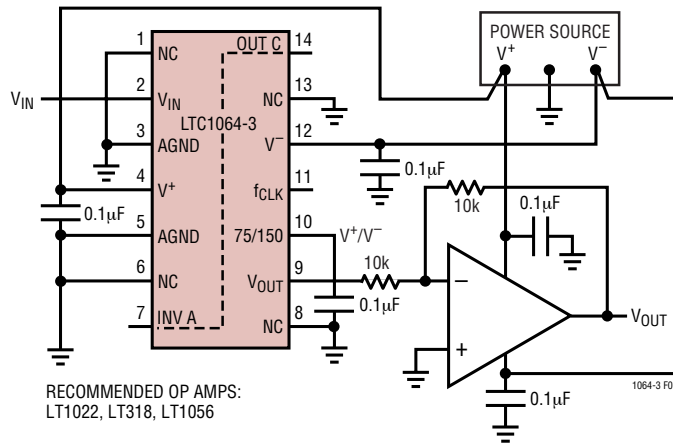 POWER SOURCE
V+ V–
1 NC
OUT C 14
2 VIN
VIN
LTC1064-3
13 NC
3 AGND
V– 12
4 V+
fCLK 11
0.1µF
0.1µF
5 AGND
75/150 10
V+/V–
6 NC
VOUT 9
10k
10k
0.1µF
0.1µF
7 INV A
NC 8
–
+
VOUT
0.1µF
1064-3 F0
RECOMMENDED OP AMPS:
LT1022, LT318, LT1056